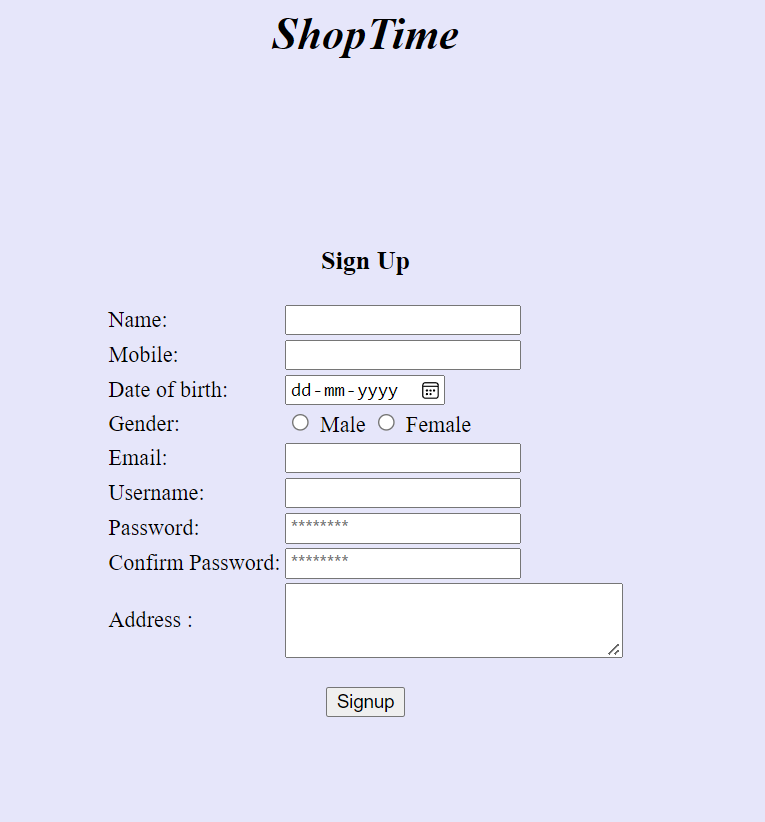 ShopTime
Sign Up
Name:
Mobile:
Date of birth: dd-mm-yyyy
Gender: Male Female
Email:
Username:
Password: ********
Confirm Password: ********
Address :
Signup